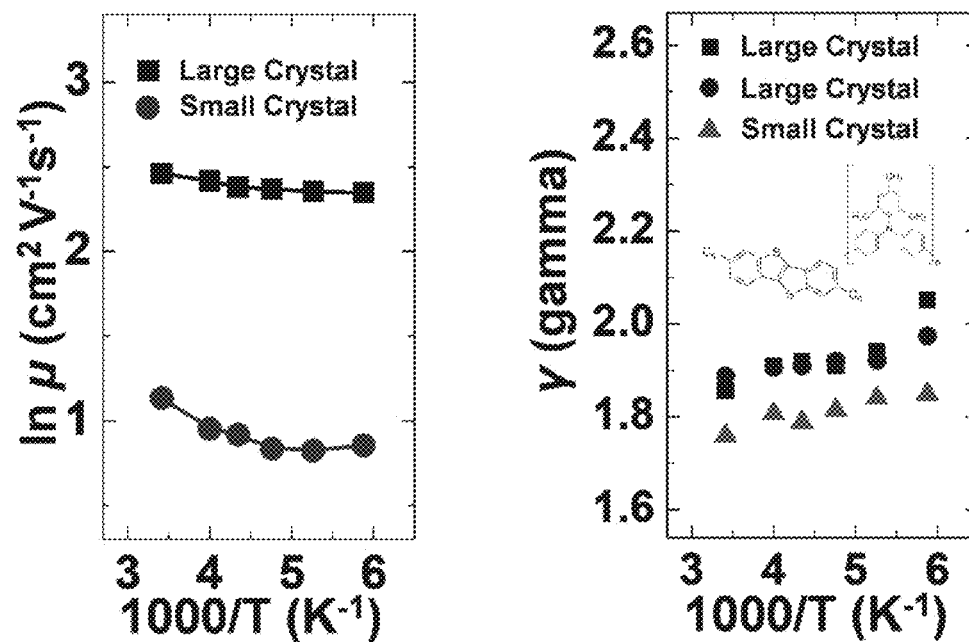 3
2
1
ln μ (cm² V⁻¹s⁻¹)
Large Crystal
Small Crystal
3 4 5 6
1000/T (K⁻¹)
2.6
2.4
2.2
2.0
1.8
1.6
γ (gamma)
Large Crystal
Large Crystal
Small Crystal
3 4 5 6
1000/T (K⁻¹)